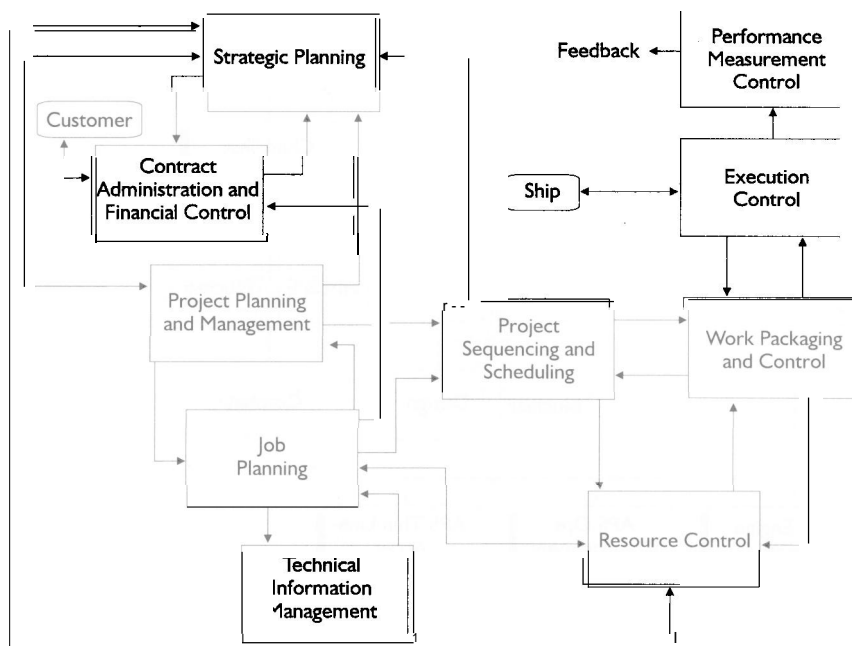 Strategic Planning
Feedback
Performance
Measurement
Control
Customer
Contract
Administration and
Financial Control
Ship
Execution
Control
Project Planning
and Management
Project
Sequencing and
Scheduling
Work Packaging
and Control
Job
Planning
Resource Control
Technical
Information
Management